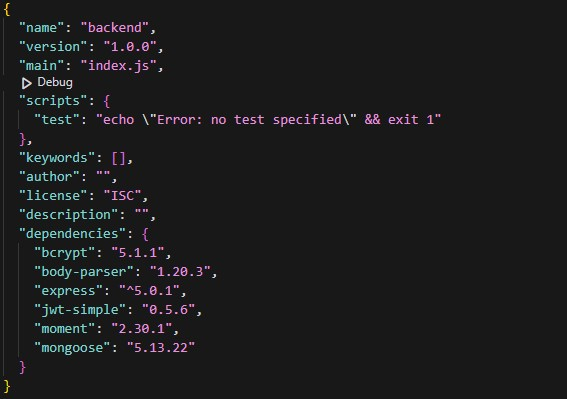 {
"name": "backend",
"version": "1.0.0",
"main": "index.js",
Debug
"scripts": {
"test": "echo \"Error: no test specified\" && exit 1"
},
"keywords": [],
"author": "",
"license": "ISC",
"description": "",
"dependencies": {
"bcrypt": "5.1.1",
"body-parser": "1.20.3",
"express": "^5.0.1",
"jwt-simple": "0.5.6",
"moment": "2.30.1",
"mongoose": "5.13.22"
}
}